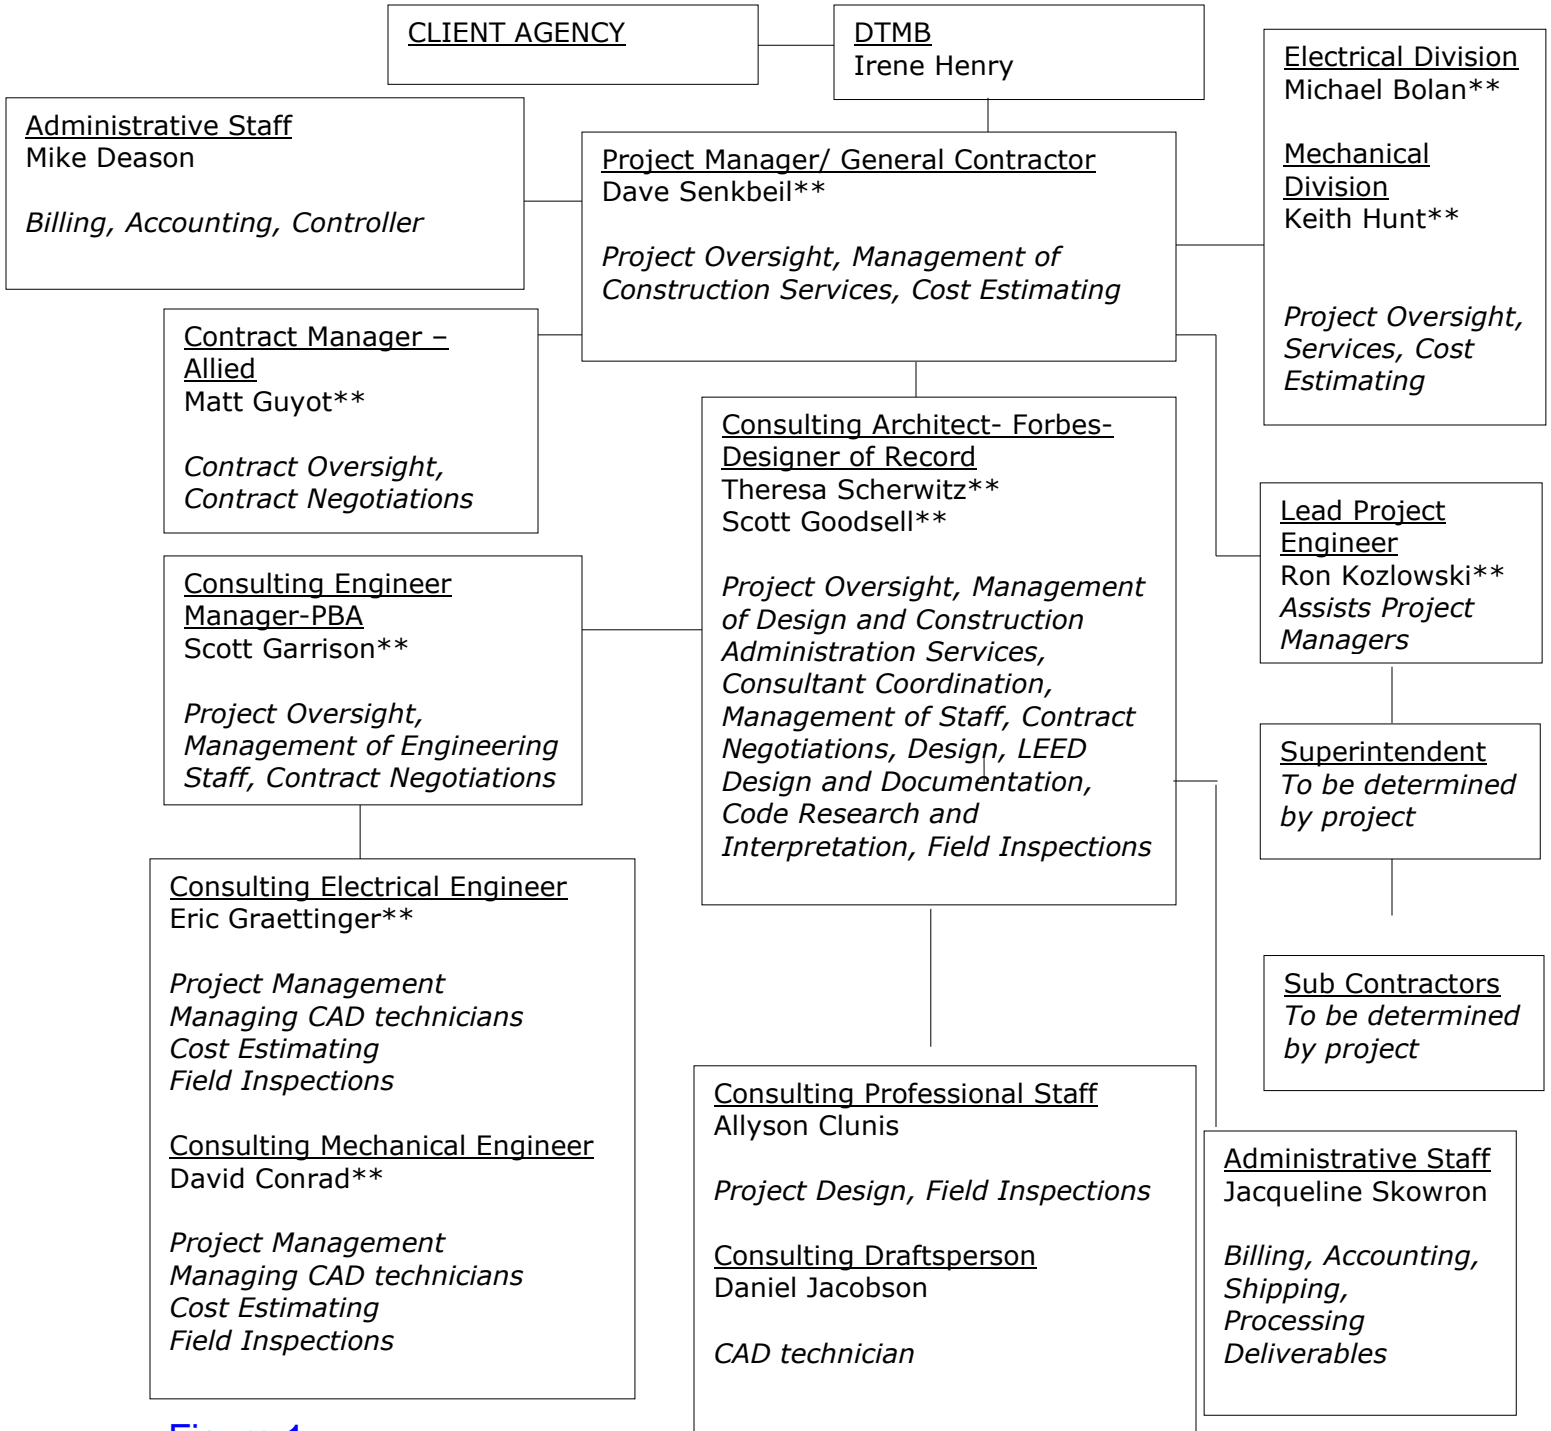 CLIENT AGENCY
DTMB
Irene Henry
Electrical Division
Michael Bolan**
Mechanical
Division
Keith Hunt**
Project Oversight,
Services, Cost
Estimating
Administrative Staff
Mike Deason
Billing, Accounting, Controller
Project Manager/ General Contractor
Dave Senkbeil**
Project Oversight, Management of
Construction Services, Cost Estimating
Contract Manager –
Allied
Matt Guyot**
Contract Oversight,
Contract Negotiations
Consulting Architect- Forbes-
Designer of Record
Theresa Scherwitz**
Scott Goodsell**
Project Oversight, Management
of Design and Construction
Administration Services,
Consultant Coordination,
Management of Staff, Contract
Negotiations, Design, LEED
Design and Documentation,
Code Research and
Interpretation, Field Inspections
Lead Project
Engineer
Ron Kozlowski**
Assists Project
Managers
Consulting Engineer
Manager-PBA
Scott Garrison**
Project Oversight,
Management of Engineering
Staff, Contract Negotiations
Superintendent
To be determined
by project
Consulting Electrical Engineer
Eric Graettinger**
Project Management
Managing CAD technicians
Cost Estimating
Field Inspections
Consulting Mechanical Engineer
David Conrad**
Project Management
Managing CAD technicians
Cost Estimating
Field Inspections
Sub Contractors
To be determined
by project
Consulting Professional Staff
Allyson Clunis
Project Design, Field Inspections
Consulting Draftsperson
Daniel Jacobson
CAD technician
Administrative Staff
Jacqueline Skowron
Billing, Accounting,
Shipping,
Processing
Deliverables
Figure 1